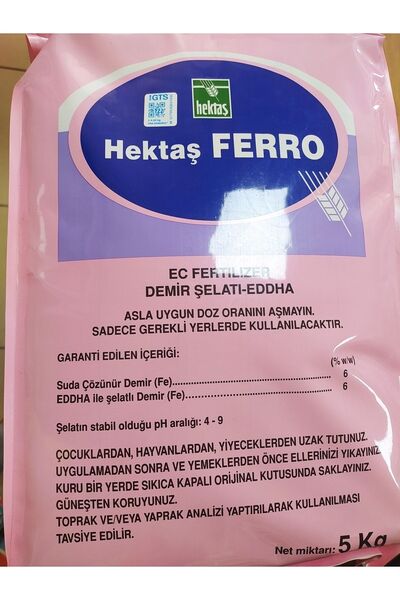 İGTS
hektaş
Hektaş FERRO
EC FERTILIZER
DEMİR ŞELATI-EDDHA
ASLA UYGUN DOZ ORANINI AŞMAYIN.
SADECE GEREKLİ YERLERDE KULLANILACAKTIR.
GARANTİ EDİLEN İÇERİĞİ: (% w/w)
Suda Çözünür Demir (Fe)............................ 6
EDDHA ile şelatlı Demir (Fe)........................ 6
Şelatın stabil olduğu pH aralığı: 4 - 9
ÇOCUKLARDAN, HAYVANLARDAN, YİYECEKLERDEN UZAK TUTUNUZ.
UYGULAMADAN SONRA VE YEMEKLERDEN ÖNCE ELLERİNİZİ YIKAYINIZ.
KURU BİR YERDE SIKICA KAPALI ORİJİNAL KUTUSUNDA SAKLAYINIZ.
GÜNEŞTEN KORUYUNUZ.
TOPRAK VE/VEYA YAPRAK ANALİZİ YAPTIRILARAK KULLANILMASI
TAVSİYE EDİLİR.
Net miktarı: 5 Kg